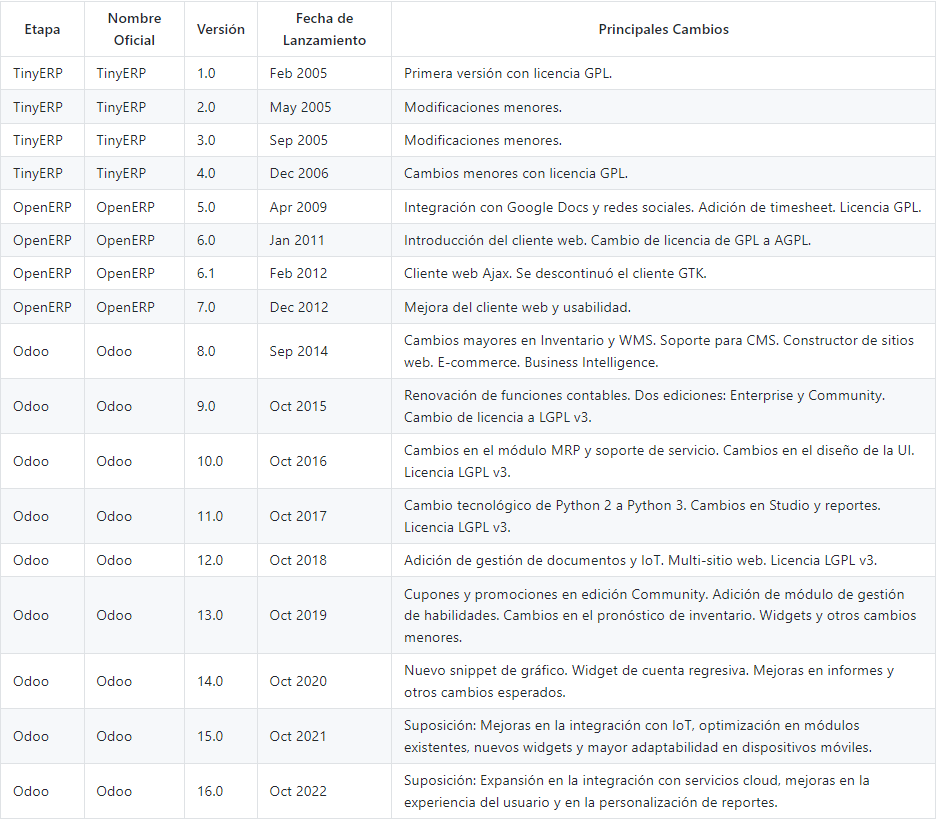 Etapa
Nombre
Oficial
Versión
Fecha de
Lanzamiento
Principales Cambios
TinyERP TinyERP 1.0 Feb 2005 Primera versión con licencia GPL.
TinyERP TinyERP 2.0 May 2005 Modificaciones menores.
TinyERP TinyERP 3.0 Sep 2005 Modificaciones menores.
TinyERP TinyERP 4.0 Dec 2006 Cambios menores con licencia GPL.
OpenERP OpenERP 5.0 Apr 2009 Integración con Google Docs y redes sociales. Adición de timesheet. Licencia GPL.
OpenERP OpenERP 6.0 Jan 2011 Introducción del cliente web. Cambio de licencia de GPL a AGPL.
OpenERP OpenERP 6.1 Feb 2012 Cliente web Ajax. Se descontinuó el cliente GTK.
OpenERP OpenERP 7.0 Dec 2012 Mejora del cliente web y usabilidad.
Odoo Odoo 8.0 Sep 2014 Cambios mayores en Inventario y WMS. Soporte para CMS. Constructor de sitios
web. E-commerce. Business Intelligence.
Odoo Odoo 9.0 Oct 2015 Renovación de funciones contables. Dos ediciones: Enterprise y Community.
Cambio de licencia a LGPL v3.
Odoo Odoo 10.0 Oct 2016 Cambios en el módulo MRP y soporte de servicio. Cambios en el diseño de la UI.
Licencia LGPL v3.
Odoo Odoo 11.0 Oct 2017 Cambio tecnológico de Python 2 a Python 3. Cambios en Studio y reportes.
Licencia LGPL v3.
Odoo Odoo 12.0 Oct 2018 Adición de gestión de documentos y IoT. Multi-sitio web. Licencia LGPL v3.
Odoo Odoo 13.0 Oct 2019 Cupones y promociones en edición Community. Adición de módulo de gestión
de habilidades. Cambios en el pronóstico de inventario. Widgets y otros cambios
menores.
Odoo Odoo 14.0 Oct 2020 Nuevo snippet de gráfico. Widget de cuenta regresiva. Mejoras en informes y
otros cambios esperados.
Odoo Odoo 15.0 Oct 2021 Suposición: Mejoras en la integración con IoT, optimización en módulos
existentes, nuevos widgets y mayor adaptabilidad en dispositivos móviles.
Odoo Odoo 16.0 Oct 2022 Suposición: Expansión en la integración con servicios cloud, mejoras en la
experiencia del usuario y en la personalización de reportes.